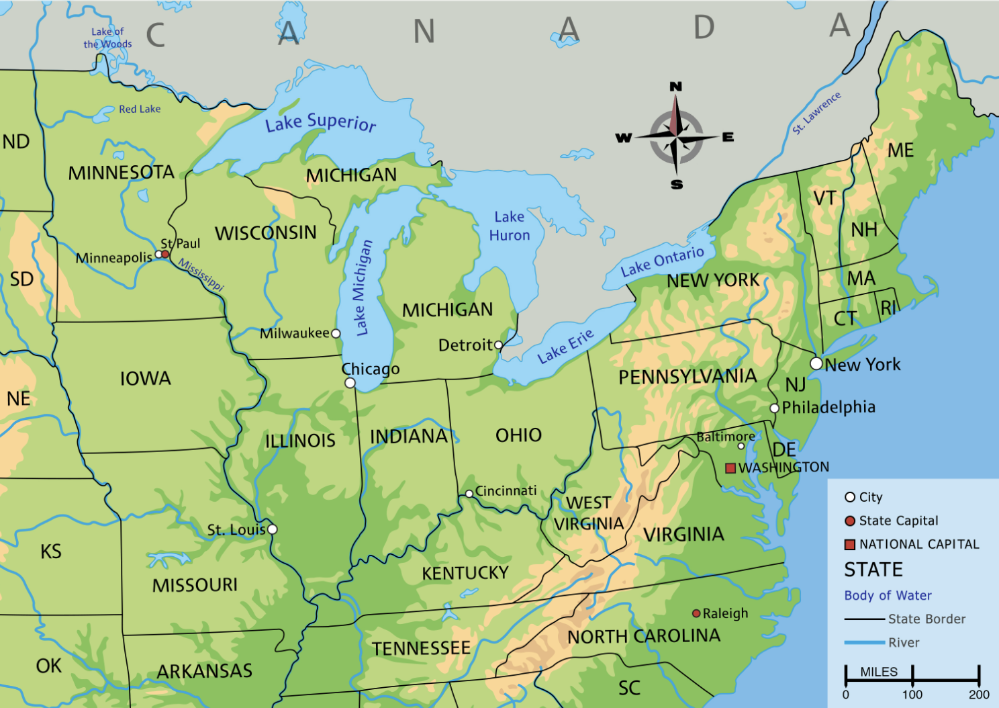 C A N A D A
Lake of
the Woods
Red Lake
ND
MINNESOTA
Lake Superior
MICHIGAN
N
W E
S
St. Lawrence
ME
VT
NH
WISCONSIN
Lake
Huron
Lake Michigan
St Paul
Minneapolis
Mississippi
SD
Lake Ontario
NEW YORK
MA
RI
CT
MICHIGAN
Milwaukee
Detroit
Lake Erie
Chicago
New York
IOWA
NE
PENNSYLVANIA
NJ
Philadelphia
ILLINOIS
INDIANA
OHIO
Baltimore
DE
WASHINGTON
Cincinnati
WEST
VIRGINIA
VIRGINIA
St. Louis
KS
MISSOURI
KENTUCKY
Raleigh
NORTH CAROLINA
TENNESSEE
OK
ARKANSAS
SC
City
State Capital
NATIONAL CAPITAL
STATE
Body of Water
State Border
River
MILES
0 100 200